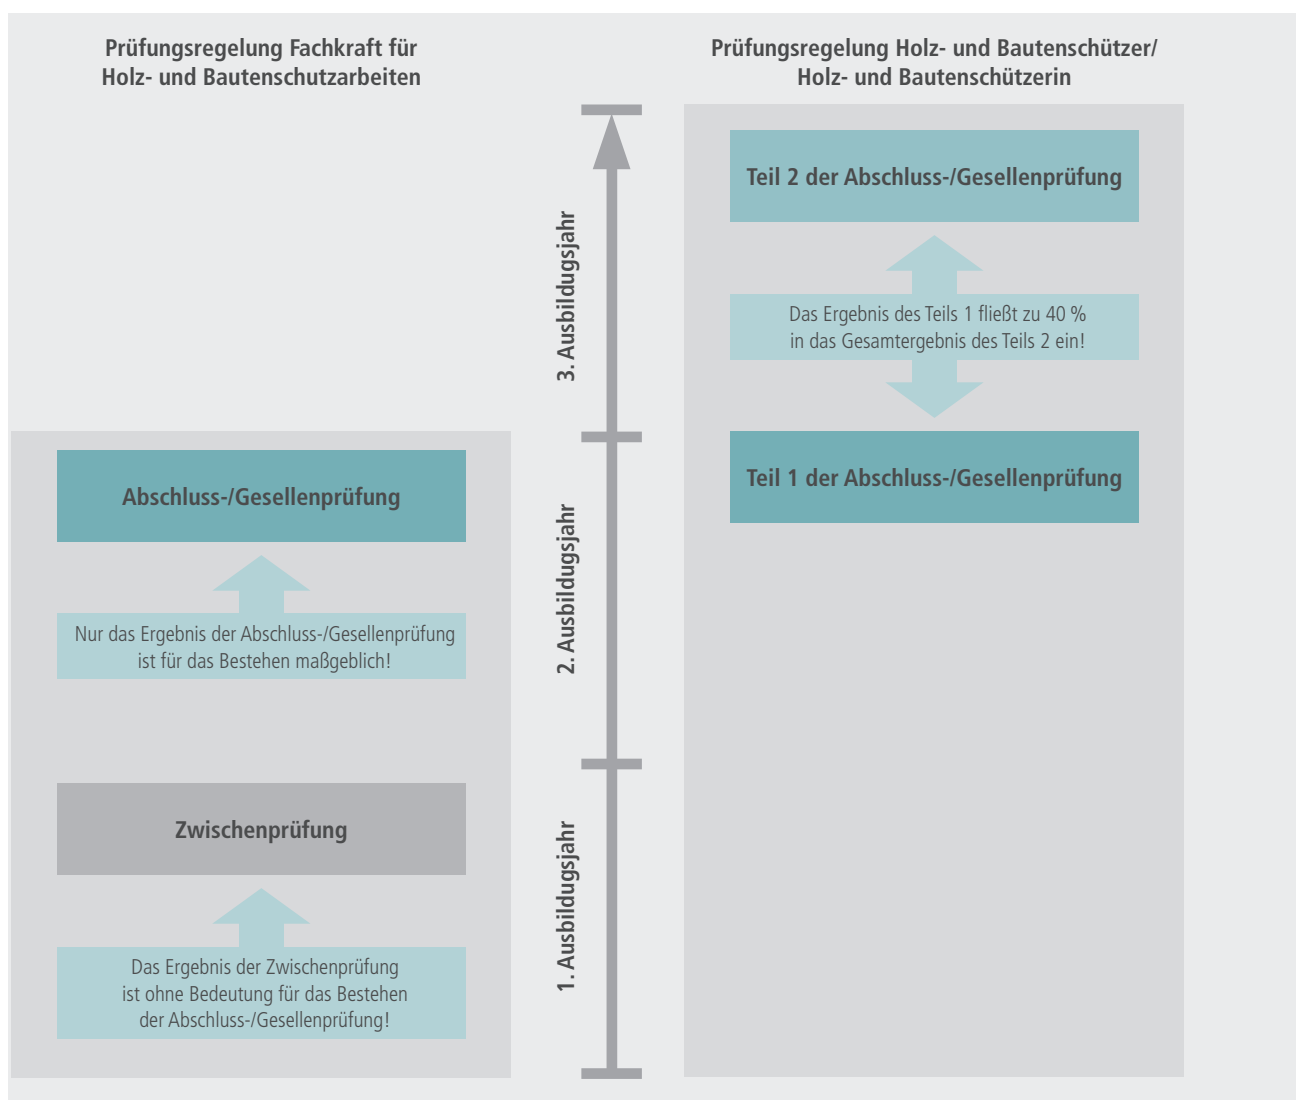 Prüfungsregelung Fachkraft für
Holz- und Bautenschutzarbeiten
Abschluss-/Gesellenprüfung
Nur das Ergebnis der Abschluss-/Gesellenprüfung
ist für das Bestehen maßgeblich!
Zwischenprüfung
Das Ergebnis der Zwischenprüfung
ist ohne Bedeutung für das Bestehen
der Abschluss-/Gesellenprüfung!
3. Ausbildugsjahr
2. Ausbildugsjahr
1. Ausbildugsjahr
Prüfungsregelung Holz- und Bautenschützer/
Holz- und Bautenschützerin
Teil 2 der Abschluss-/Gesellenprüfung
Das Ergebnis des Teils 1 fließt zu 40 %
in das Gesamtergebnis des Teils 2 ein!
Teil 1 der Abschluss-/Gesellenprüfung